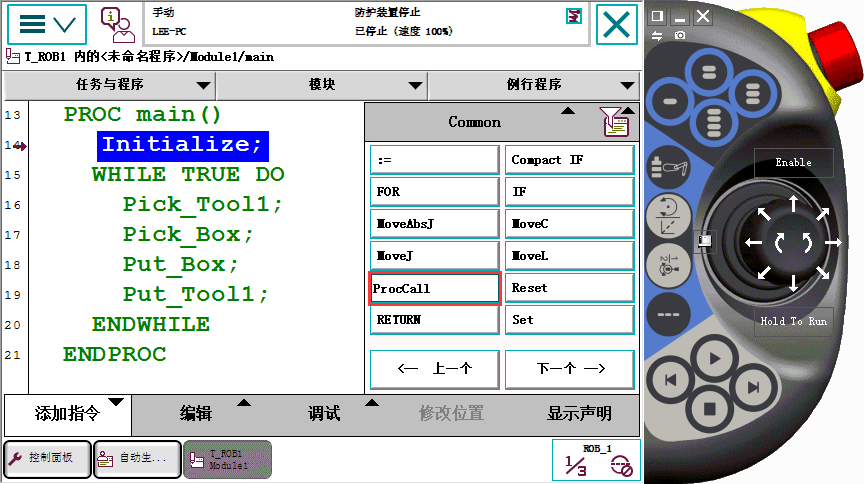 手动
LEE-PC
防护装置停止
已停止 (速度 100%)
T_ROB1 内的<未命名程序>/Module1/main
任务与程序
模块
例行程序
13 PROC main()
14 Initialize;
15 WHILE TRUE DO
16 Pick_Tool1;
17 Pick_Box;
18 Put_Box;
19 Put_Tool1;
20 ENDWHILE
21 ENDPROC
Common
:= Compact IF
FOR IF
MoveAbsJ MoveC
MoveJ MoveL
ProcCall Reset
RETURN Set
<— 上一个 下一个 —>
添加指令
编辑
调试
修改位置
显示声明
控制面板
自动生...
T_ROB1
Module1
ROB_1
1/3
Enable
Hold To Run